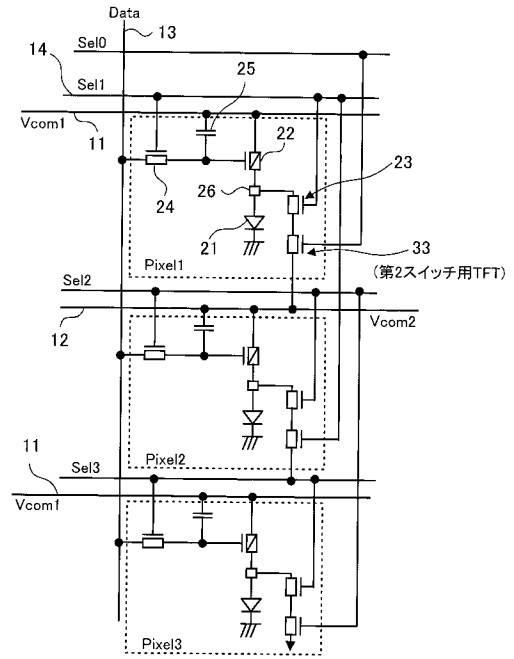 Data
13
Sel0
14
Sel1
25
Vcom1
11
22
23
24
26
21
33
Pixel1
(第2スイッチ用TFT)
Sel2
12
Vcom2
Pixel2
11
Sel3
Vcom1
Pixel3